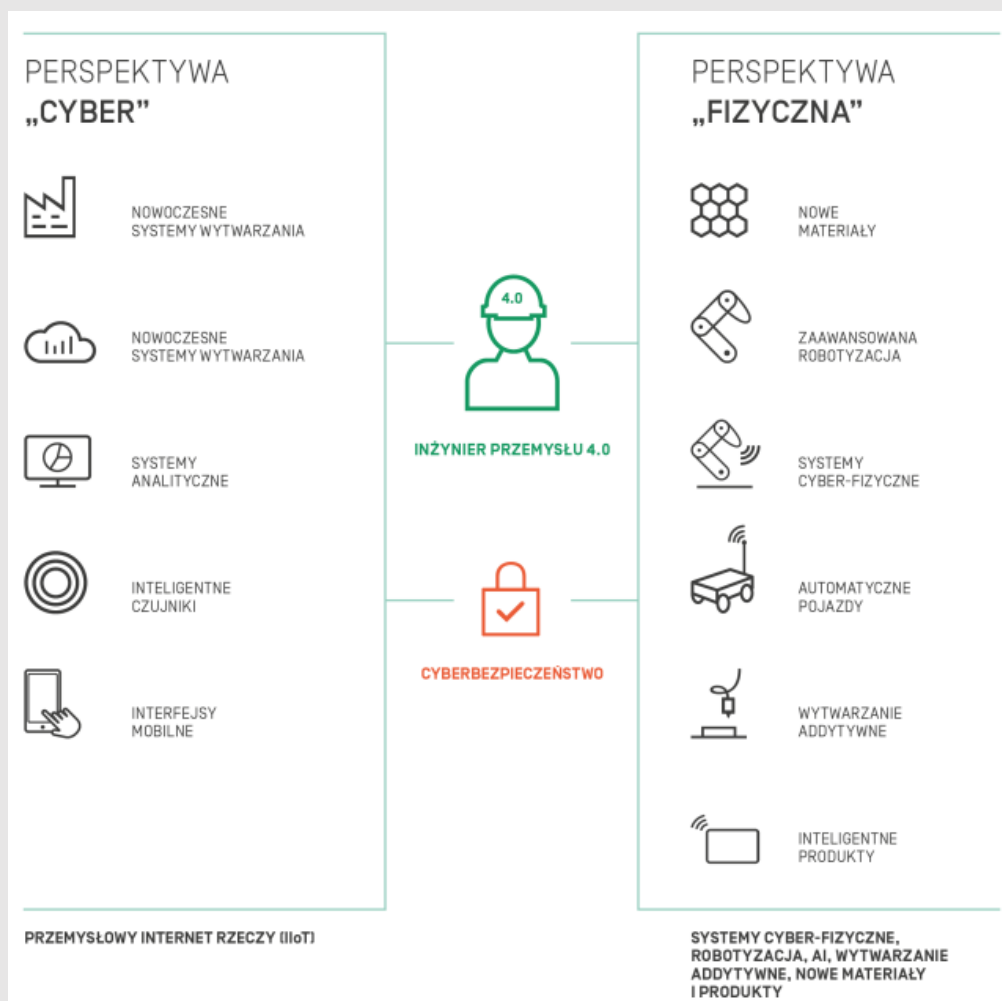 PERSPEKTYWA
„CYBER”
NOWOCZESNE
SYSTEMY WYTWARZANIA
NOWOCZESNE
SYSTEMY WYTWARZANIA
SYSTEMY
ANALITYCZNE
INTELIGENTNE
CZUJNIKI
INTERFEJSY
MOBILNE
PRZEMYSŁOWY INTERNET RZECZY (IIoT)
4.0
INŻYNIER PRZEMYSŁU 4.0
CYBERBEZPIECZEŃSTWO
PERSPEKTYWA
„FIZYCZNA”
NOWE
MATERIAŁY
ZAAWANSOWANA
ROBOTYZACJA
SYSTEMY
CYBER-FIZYCZNE
AUTOMATYCZNE
POJAZDY
WYTWARZANIE
ADDYTYWNE
INTELIGENTNE
PRODUKTY
SYSTEMY CYBER-FIZYCZNE,
ROBOTYZACJA, AI, WYTWARZANIE
ADDYTYWNE, NOWE MATERIAŁY
I PRODUKTY